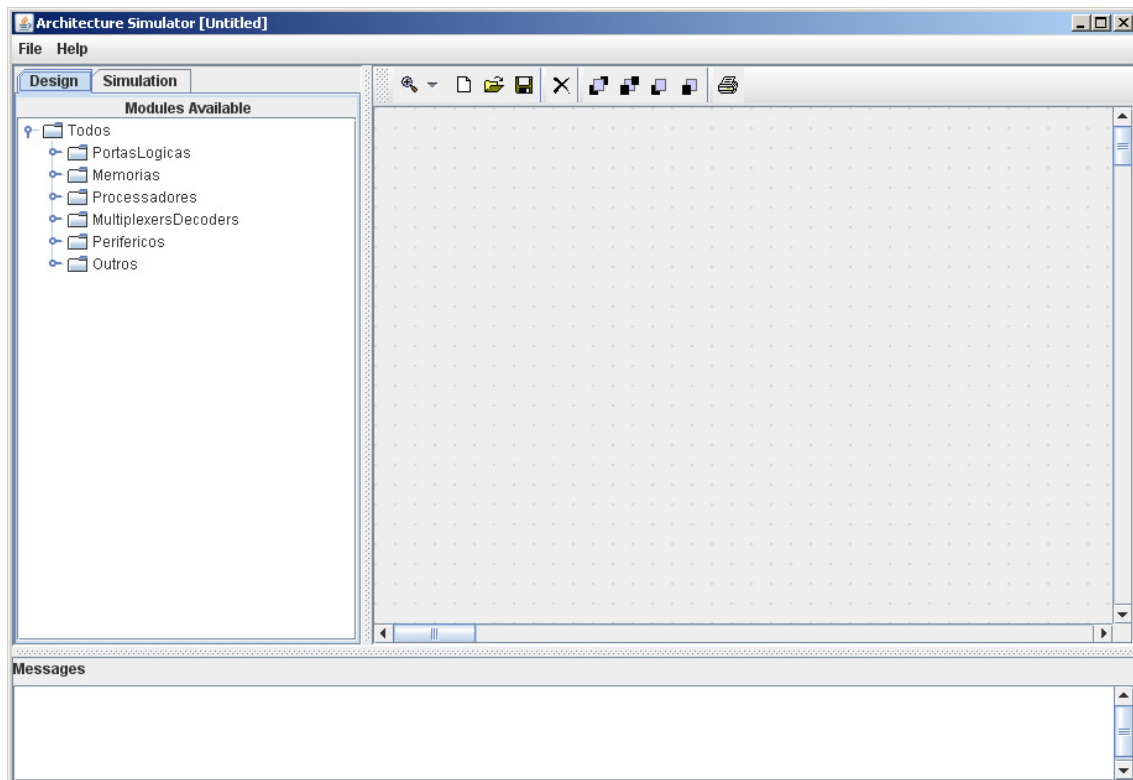 Architecture Simulator [Untitled]
File Help
Design Simulation
Modules Available
Todos
PortasLogicas
Memorias
Processadores
MultiplexersDecoders
Perifericos
Outros
Messages